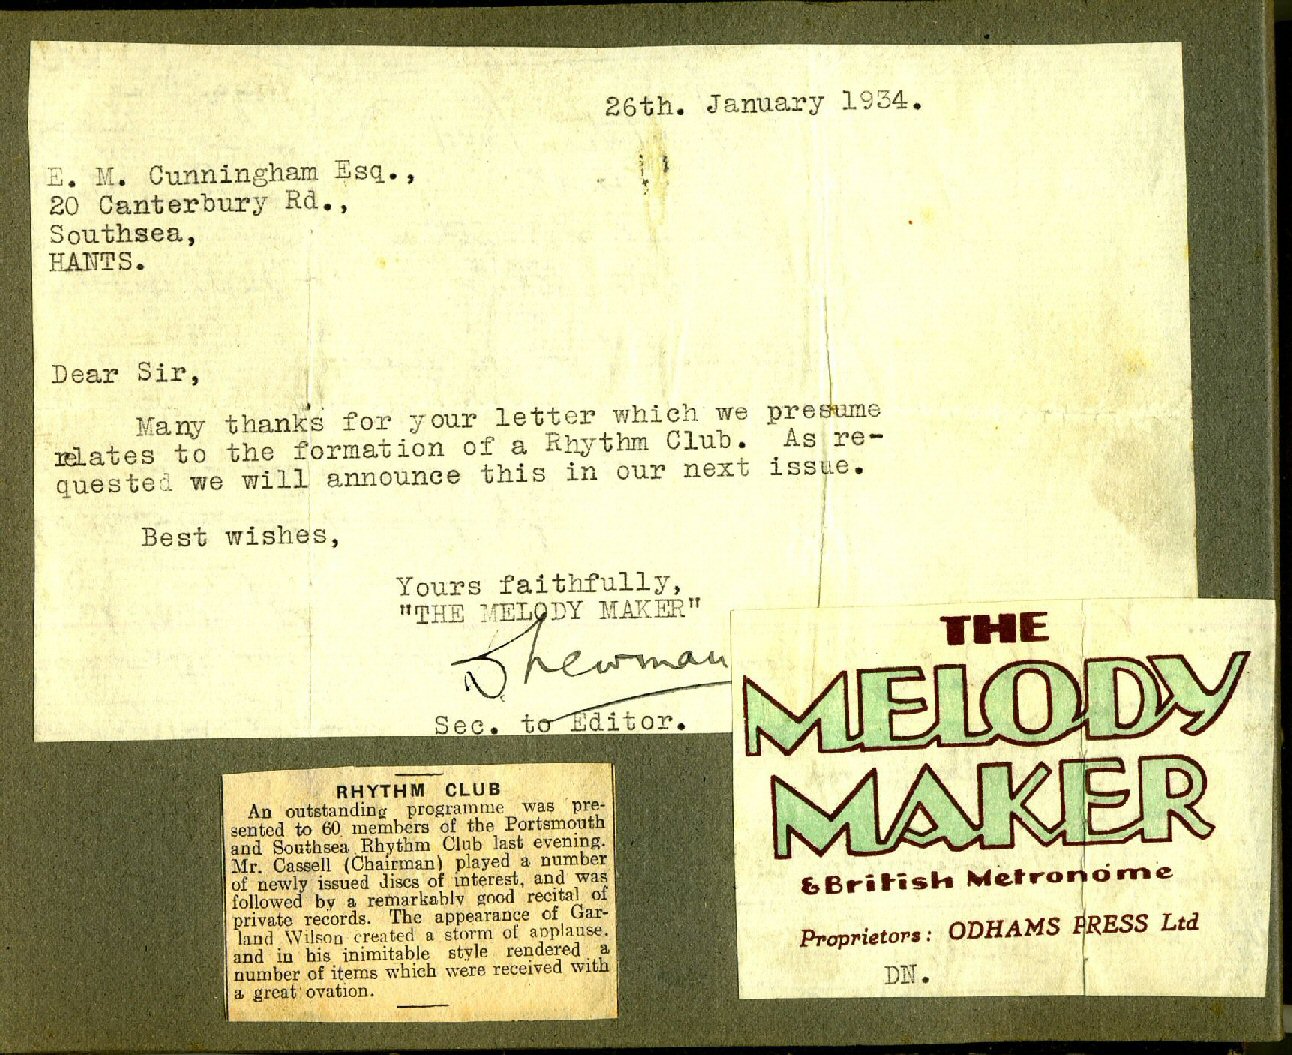 26th. January 1934.
E. M. Cunningham Esq.,
20 Canterbury Rd.,
Southsea,
HANTS.
Dear Sir,
Many thanks for your letter which we presume
relates to the formation of a Rhythm Club. As re-
quested we will announce this in our next issue.
Best wishes,
Yours faithfully,
"THE MELODY MAKER"
Newman
Sec. to Editor.
RHYTHM CLUB
An outstanding programme was pre-
sented to 60 members of the Portsmouth
and Southsea Rhythm Club last evening.
Mr. Cassell (Chairman) played a number
of newly issued discs of interest, and was
followed by a remarkably good recital of
private records. The appearance of Gar-
land Wilson created a storm of applause,
and in his inimitable style rendered a
number of items which were received with
a great ovation.
THE
MELODY
MAKER
& British Metronome
Proprietors: ODHAMS PRESS Ltd
DN.